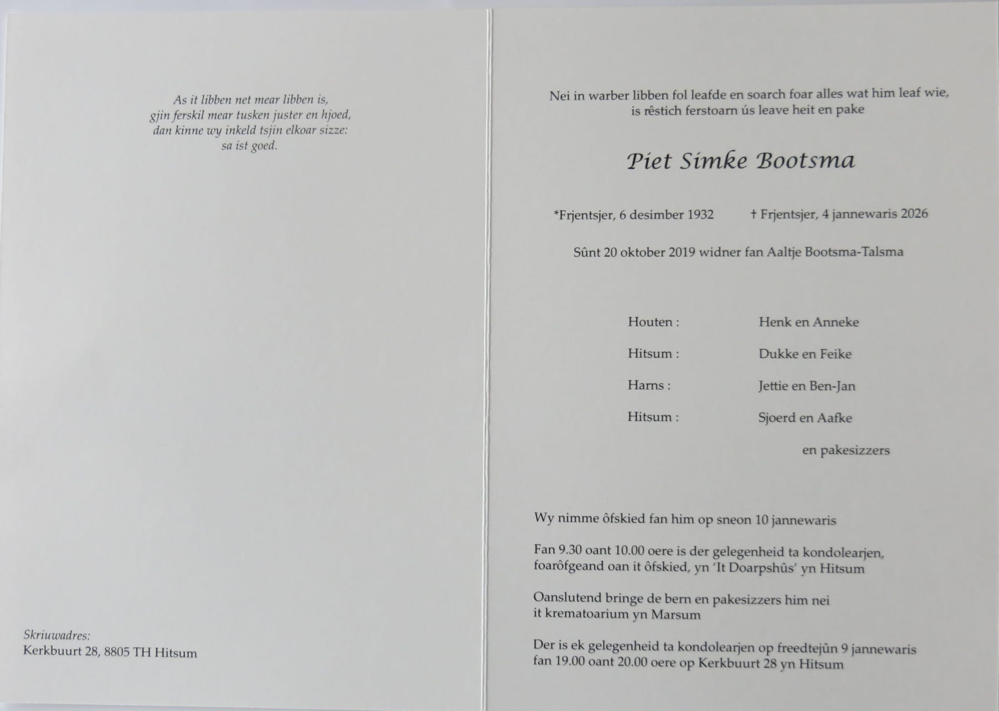 As it libben net mear libben is,
gjin ferskil mear tusken juster en hjoed,
dan kinne wy inkeld tsjin elkoar sizze:
sa ist goed.
Skriuwadres:
Kerkbuurt 28, 8805 TH Hitsum
Nei in warber libben fol leafde en soarch foar alles wat him leaf wie,
is rêstich ferstoarn ús leave heit en pake
Piet Simke Bootsma
*Frjentsjer, 6 desimber 1932 † Frjentsjer, 4 jannewaris 2026
Sûnt 20 oktober 2019 widner fan Aaltje Bootsma-Talsma
Houten : Henk en Anneke
Hitsum : Dukke en Feike
Harns : Jettie en Ben-Jan
Hitsum : Sjoerd en Aafke
en pakesizzers
Wy nimme ôfskied fan him op sneon 10 jannewaris
Fan 9.30 oant 10.00 oere is der gelegenheid ta kondolearjen,
foarôfgeand oan it ôfskied, yn ‘It Doarpshûs’ yn Hitsum
Oanslutend bringe de bern en pakesizzers him nei
it krematoarium yn Marsum
Der is ek gelegenheid ta kondolearjen op freedtejûn 9 jannewaris
fan 19.00 oant 20.00 oere op Kerkbuurt 28 yn Hitsum